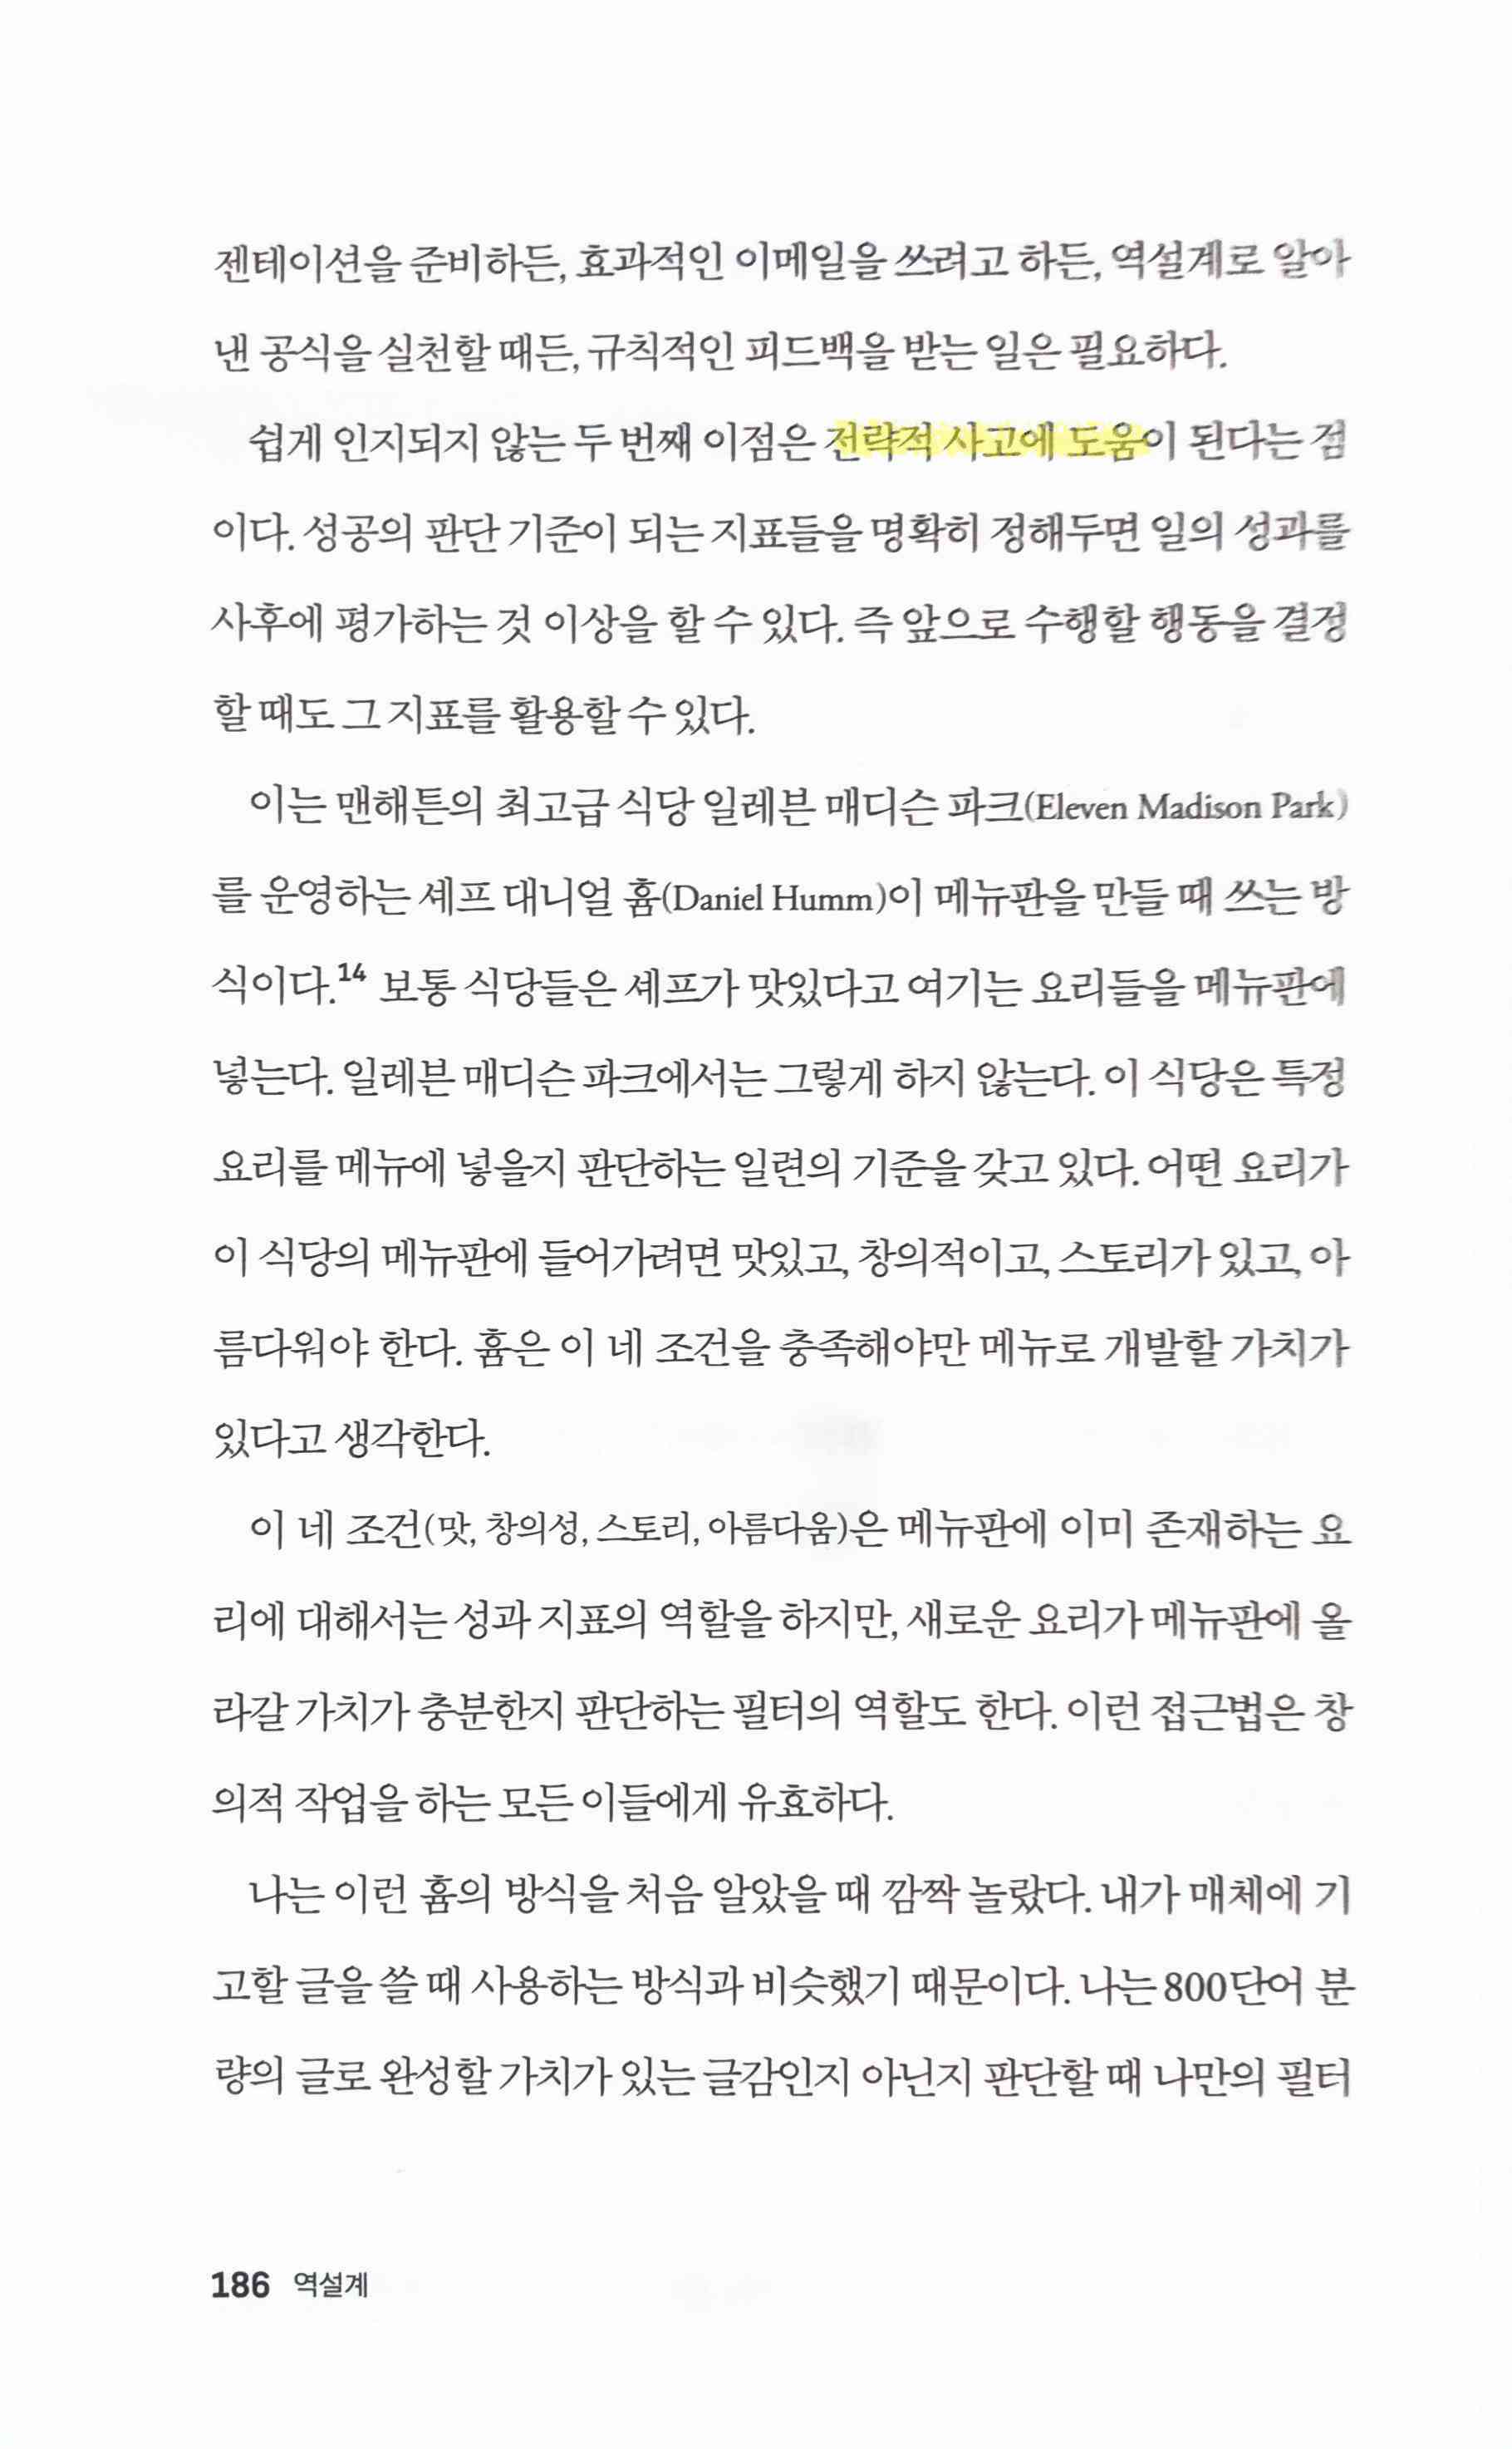 젠테이션을 준비하든, 효과적인 이메일을 쓰려고 하든, 역설계로 알아
낸 공식을 실천할 때든, 규칙적인 피드백을 받는 일은 필요하다.
쉽게 인지되지 않는 두 번째 이점은 전략적 사고에 도움이 된다는 점
이다. 성공의 판단 기준이 되는 지표들을 명확히 정해두면 일의 성과를
사후에 평가하는 것 이상을 할 수 있다. 즉 앞으로 수행할 행동을 결정
할 때도 그 지표를 활용할 수 있다.
이는 맨해튼의 최고급 식당 일레븐 매디슨 파크(Eleven Madison Park)
를 운영하는 셰프 대니얼 흄(Daniel Humm)이 메뉴판을 만들 때 쓰는 방
식이다.14 보통 식당들은 셰프가 맛있다고 여기는 요리들을 메뉴판에
넣는다. 일레븐 매디슨 파크에서는 그렇게 하지 않는다. 이 식당은 특정
요리를 메뉴에 넣을지 판단하는 일련의 기준을 갖고 있다. 어떤 요리가
이 식당의 메뉴판에 들어가려면 맛있고, 창의적이고, 스토리가 있고, 아
름다워야 한다. 흄은 이 네 조건을 충족해야만 메뉴로 개발할 가치가
있다고 생각한다.
이 네 조건(맛, 창의성, 스토리, 아름다움)은 메뉴판에 이미 존재하는 요
리에 대해서는 성과 지표의 역할을 하지만, 새로운 요리가 메뉴판에 올
라갈 가치가 충분한지 판단하는 필터의 역할도 한다. 이런 접근법은 창
의적 작업을 하는 모든 이들에게 유효하다.
나는 이런 흄의 방식을 처음 알았을 때 깜짝 놀랐다. 내가 매체에 기
고할 글을 쓸 때 사용하는 방식과 비슷했기 때문이다. 나는 800단어 분
량의 글로 완성할 가치가 있는 글감인지 아닌지 판단할 때 나만의 필터
186 역설계